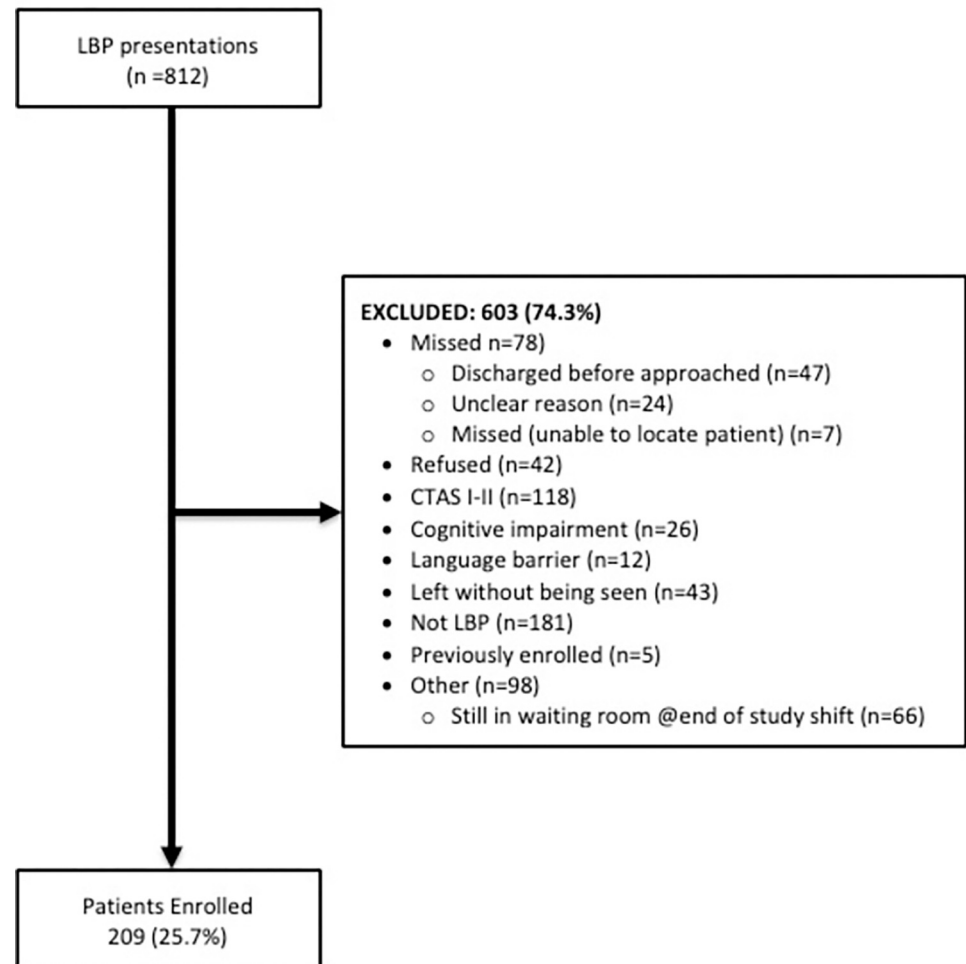 LBP presentations
(n =812)
EXCLUDED: 603 (74.3%)
• Missed n=78)
o Discharged before approached (n=47)
o Unclear reason (n=24)
o Missed (unable to locate patient) (n=7)
• Refused (n=42)
• CTAS I-II (n=118)
• Cognitive impairment (n=26)
• Language barrier (n=12)
• Left without being seen (n=43)
• Not LBP (n=181)
• Previously enrolled (n=5)
• Other (n=98)
o Still in waiting room @end of study shift (n=66)
Patients Enrolled
209 (25.7%)